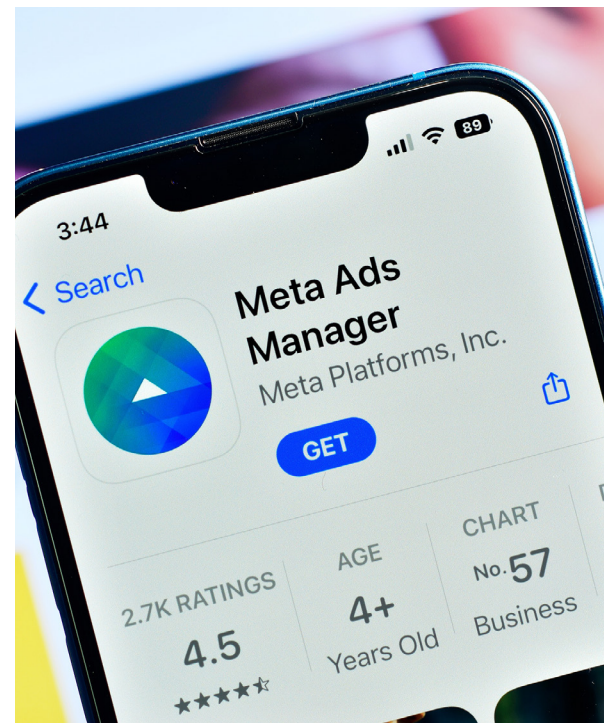 3:44
89
Search
Meta Ads
Manager
Meta Platforms, Inc.
GET
2.7K RATINGS
4.5
AGE
4+
Years Old
CHART
No.57
Business